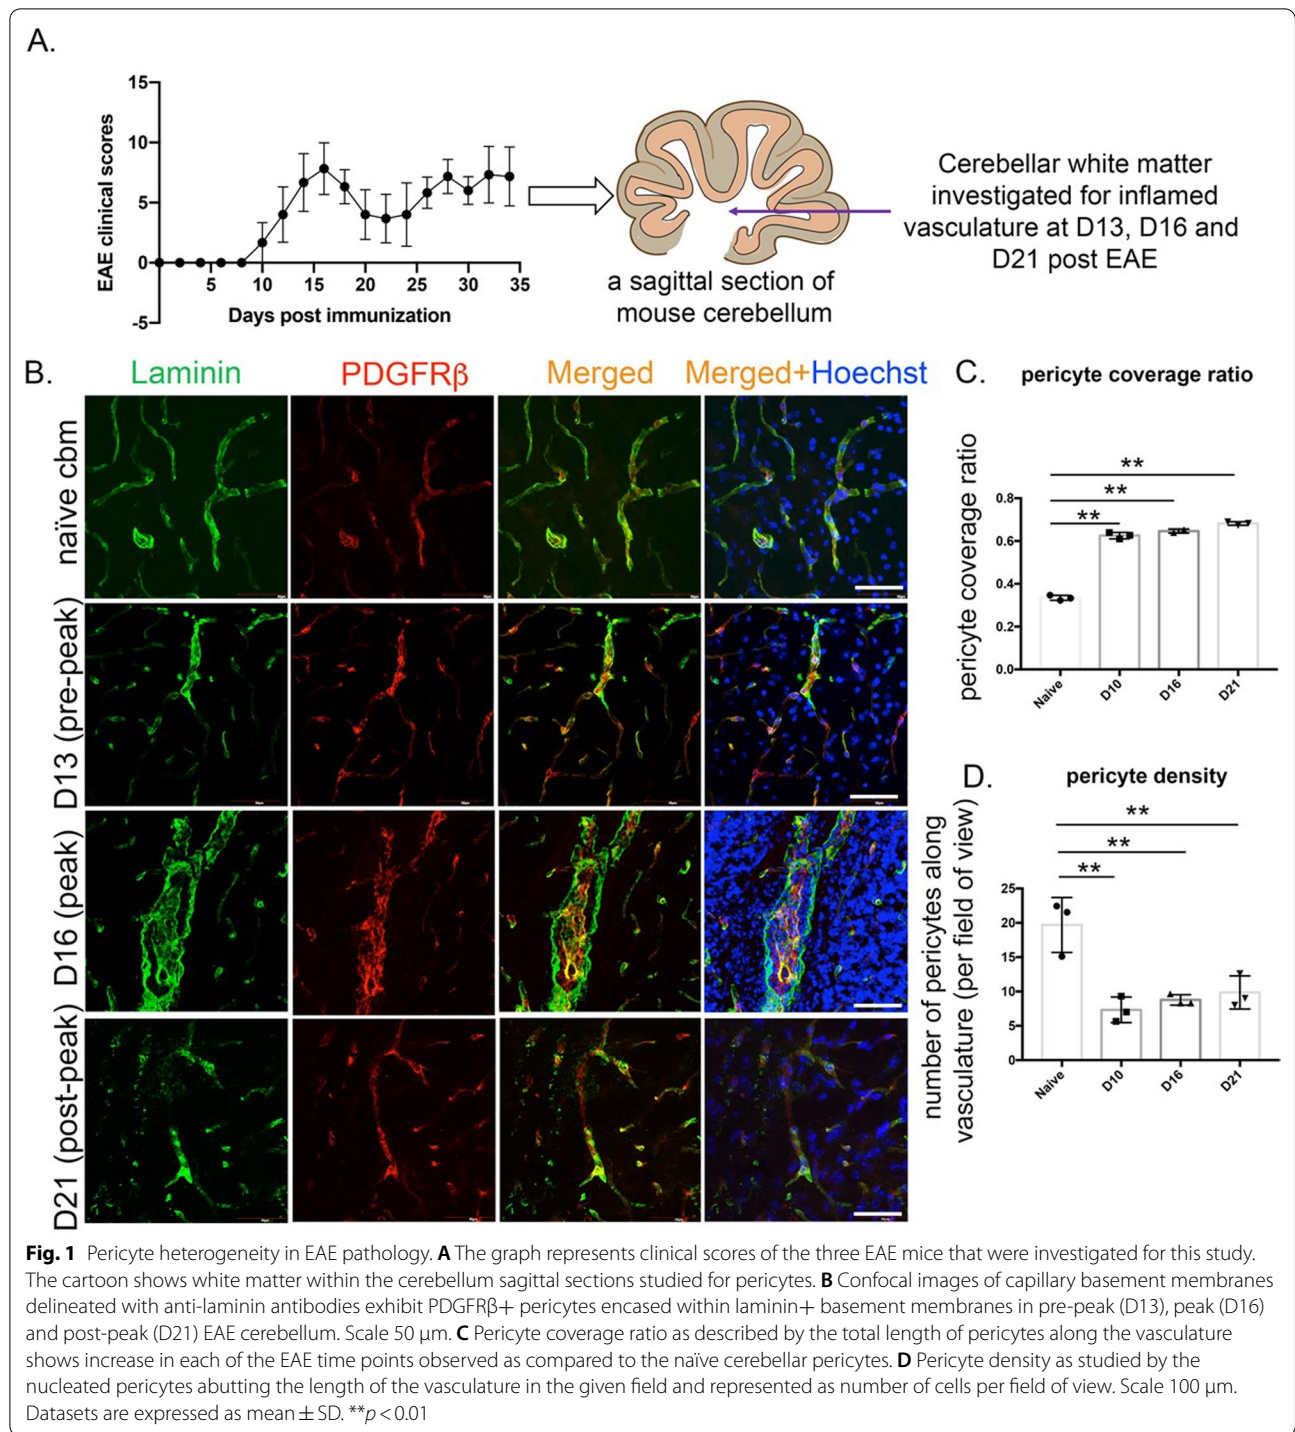 A.
15
10
5
0
-5
EAE clinical scores
5 10 15 20 25 30 35
Days post immunization
a sagittal section of
mouse cerebellum
Cerebellar white matter
investigated for inflamed
vasculature at D13, D16 and
D21 post EAE
B.
Laminin PDGFRβ Merged Merged+Hoechst
naïve cbm
D13 (pre-peak)
D16 (peak)
D21 (post-peak)
C.
pericyte coverage ratio
pericyte coverage ratio
**
**
**
0.8
0.6
0.4
0.2
0.0
Naive D10 D16 D21
D.
pericyte density
number of pericytes along
vasculature (per field of view)
**
**
**
25
20
15
10
5
0
Naive D10 D16 D21
Fig. 1 Pericyte heterogeneity in EAE pathology. A The graph represents clinical scores of the three EAE mice that were investigated for this study.
The cartoon shows white matter within the cerebellum sagittal sections studied for pericytes. B Confocal images of capillary basement membranes
delineated with anti-laminin antibodies exhibit PDGFRβ+ pericytes encased within laminin+ basement membranes in pre-peak (D13), peak (D16)
and post-peak (D21) EAE cerebellum. Scale 50 μm. C Pericyte coverage ratio as described by the total length of pericytes along the vasculature
shows increase in each of the EAE time points observed as compared to the naïve cerebellar pericytes. D Pericyte density as studied by the
nucleated pericytes abutting the length of the vasculature in the given field and represented as number of cells per field of view. Scale 100 μm.
Datasets are expressed as mean ± SD. **p < 0.01